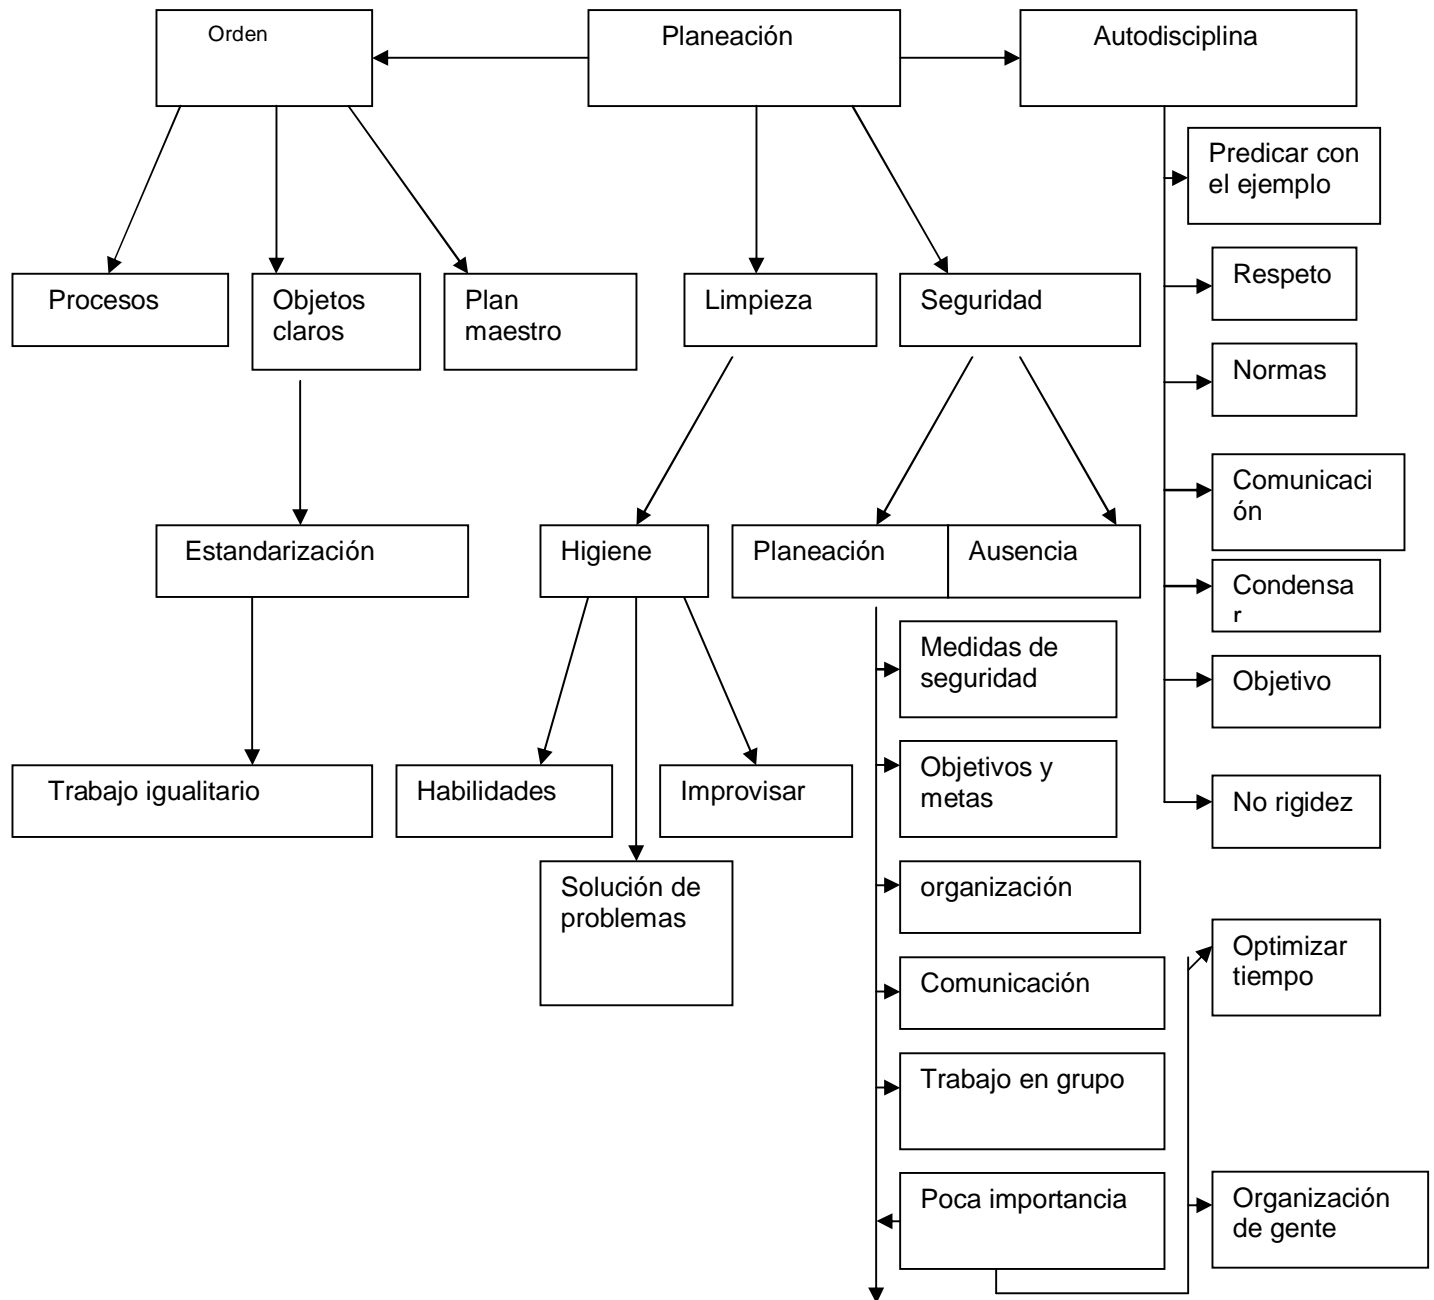 Orden
Planeación
Autodisciplina
Predicar con
el ejemplo
Procesos
Objetos
claros
Plan
maestro
Limpieza
Seguridad
Respeto
Normas
Comunicaci
ón
Estandarización
Higiene
Planeación
Ausencia
Condensa
r
Medidas de
seguridad
Objetivo
Trabajo igualitario
Habilidades
Improvisar
Objetivos y
metas
No rigidez
Solución de
problemas
organización
Optimizar
tiempo
Comunicación
Trabajo en grupo
Poca importancia
Organización
de gente